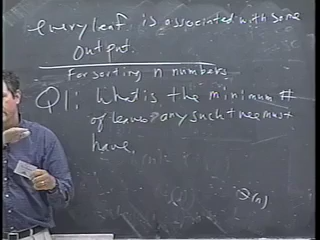 every leaf is associated with some
output.
For sorting n numbers
Q1: What is the minimum #
of leaves any such tree must
have.
Θ(n)